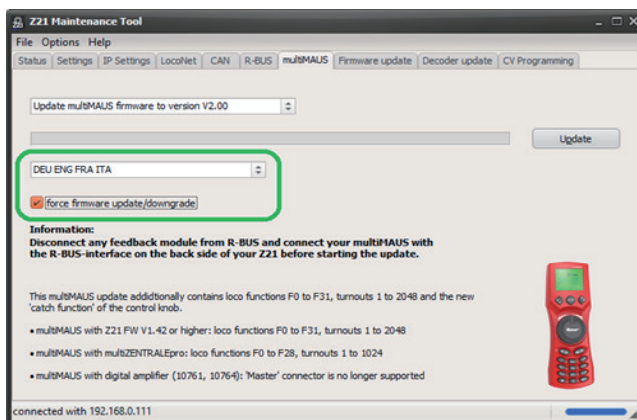 Z21 Maintenance Tool
File Options Help
Status Settings IP Settings LocoNet CAN R-BUS multiMAUS Firmware update Decoder update CV Programming
Update multiMAUS firmware to version V2.00
Update
DEU ENG FRA ITA
force firmware update/downgrade
Information:
Disconnect any feedback module from R-BUS and connect your multiMAUS with
the R-BUS-interface on the back side of your Z21 before starting the update.
This multiMAUS update addidtionally contains loco functions F0 to F31, turnouts 1 to 2048 and the new
'catch function' of the control knob.
• multiMAUS with Z21 FW V1.42 or higher: loco functions F0 to F31, turnouts 1 to 2048
• multiMAUS with multiZENTRALEpro: loco functions F0 to F28, turnouts 1 to 1024
• multiMAUS with digital amplifier (10761, 10764): 'Master' connector is no longer supported
connected with 192.168.0.111